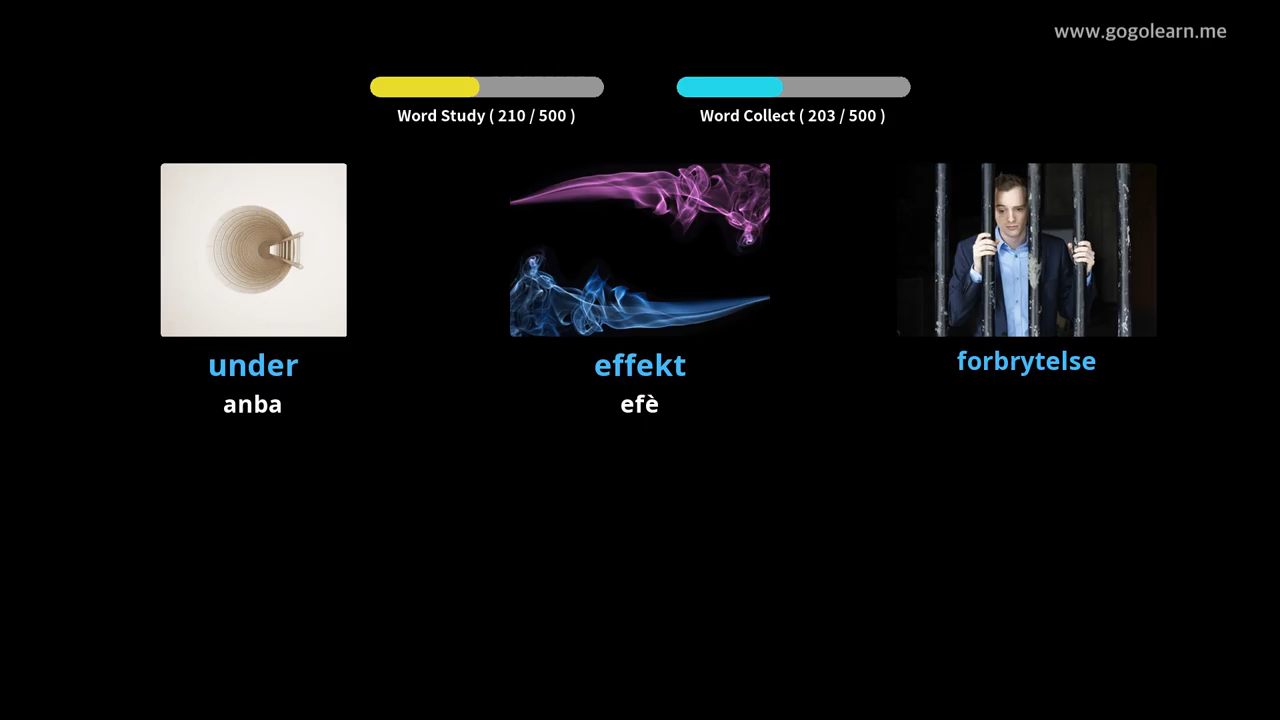 www.gogolearn.me
Word Study ( 210 / 500 )
Word Collect ( 203 / 500 )
under
anba
effekt
efè
forbrytelse